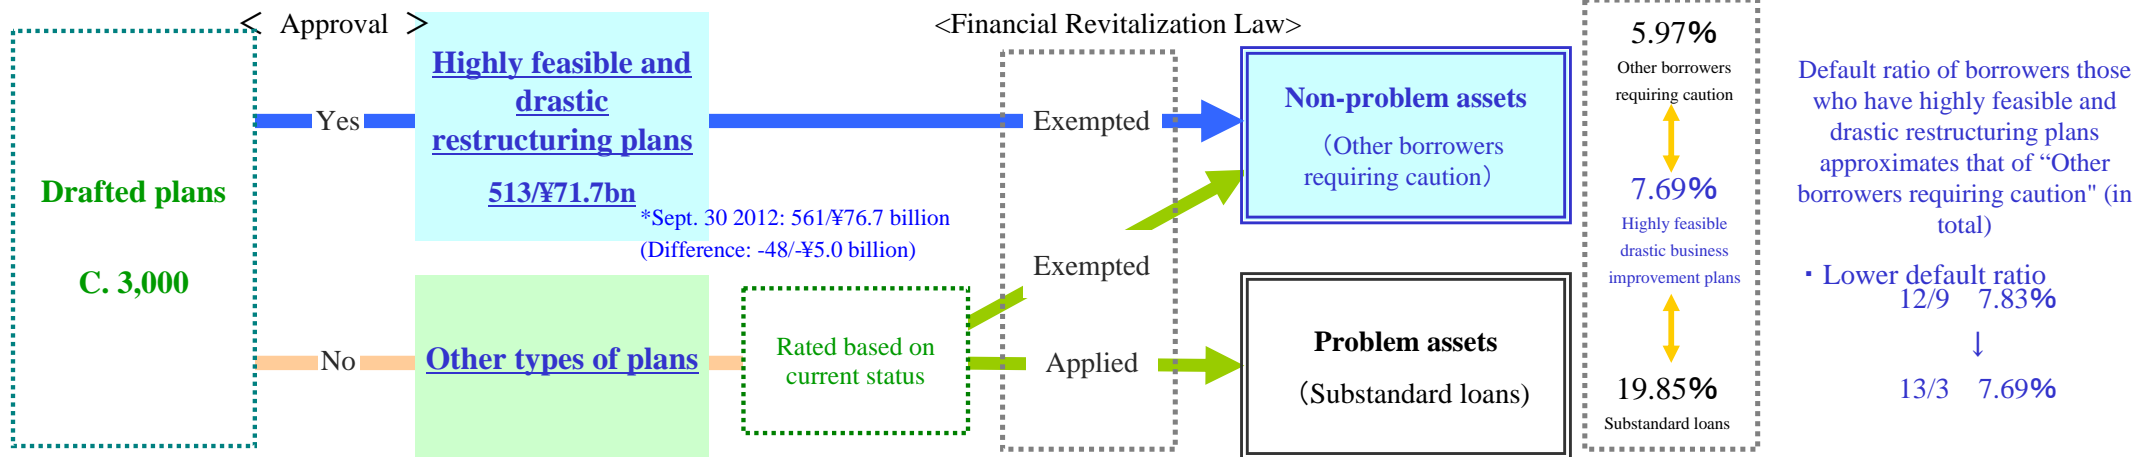 ＜ Approval ＞
<Financial Revitalization Law>
Drafted plans
C. 3,000
Yes
No
Highly feasible and
drastic
restructuring plans
513/¥71.7bn
*Sept. 30 2012: 561/¥76.7 billion
(Difference: -48/-¥5.0 billion)
Other types of plans
Rated based on
current status
Exempted
Exempted
Applied
Non-problem assets
（Other borrowers
requiring caution）
Problem assets
（Substandard loans)
5.97%
Other borrowers
requiring caution
7.69%
Highly feasible
drastic business
improvement plans
19.85%
Substandard loans
Default ratio of borrowers those
who have highly feasible and
drastic restructuring plans
approximates that of “Other
borrowers requiring caution" (in
total)
・Lower default ratio
12/9 7.83%
↓
13/3 7.69%